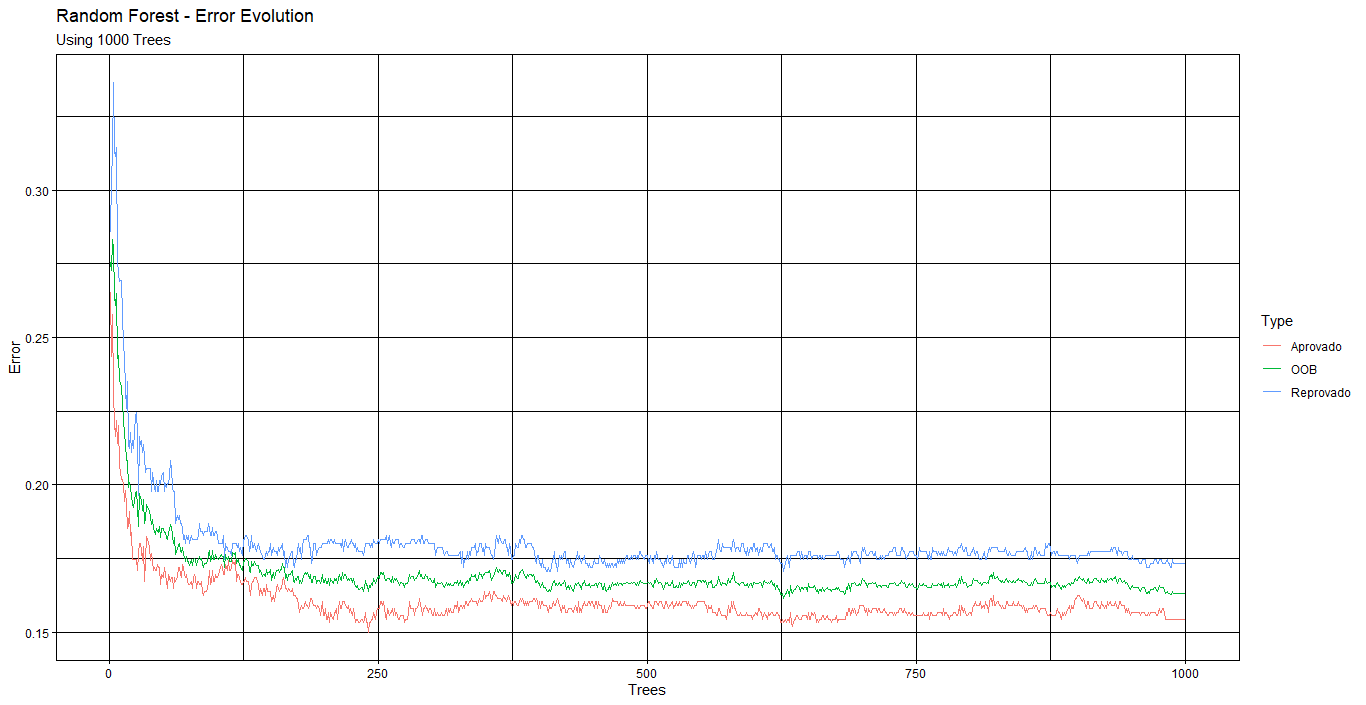 Random Forest - Error Evolution
Using 1000 Trees
0.30
0.25
0.20
0.15
Error
0
250
500
750
1000
Trees
Type
Aprovado
OOB
Reprovado